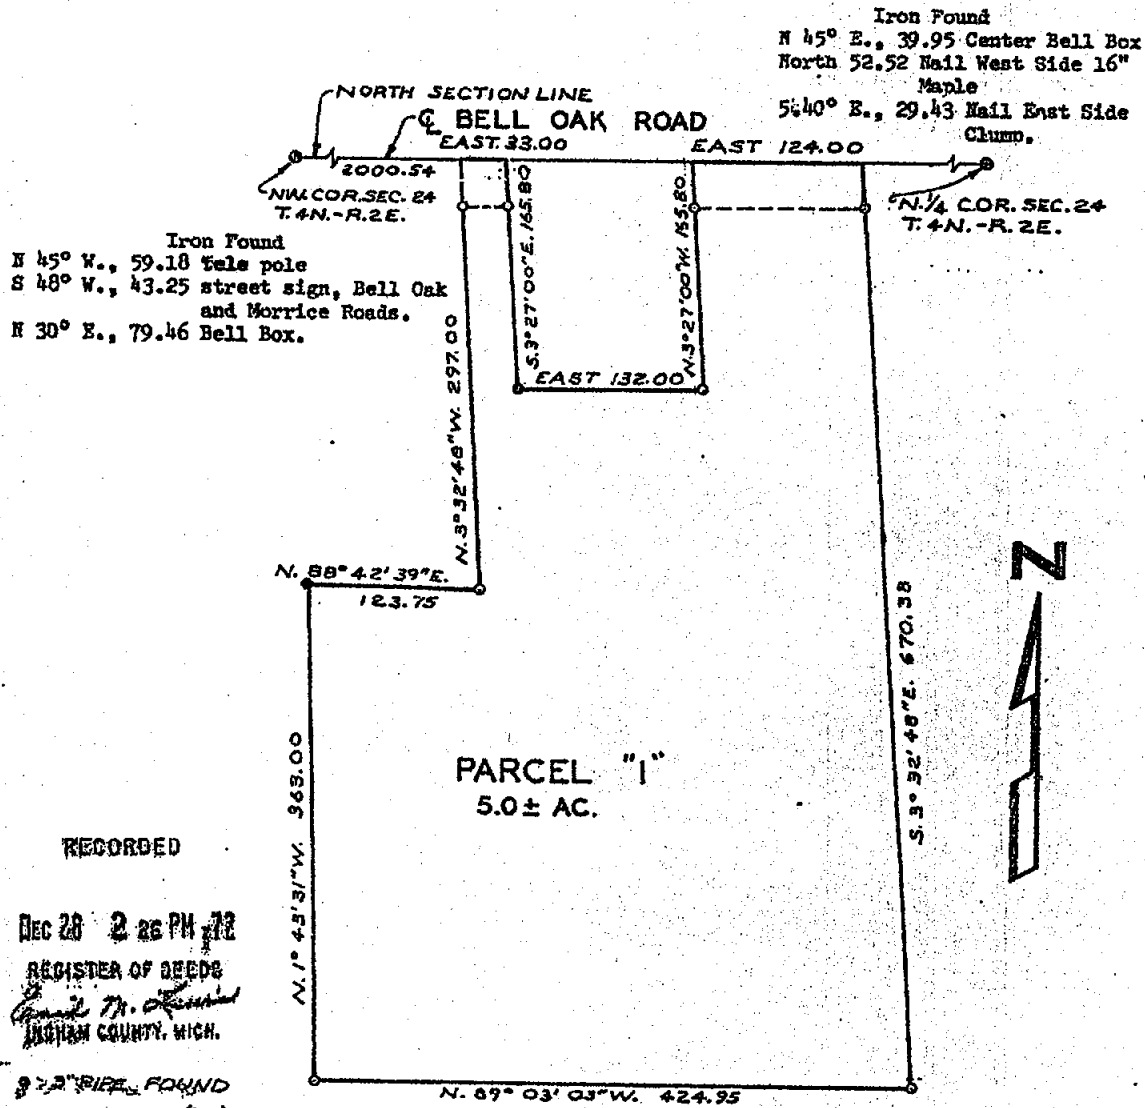 Iron Found
N 45° E., 39.95 Center Bell Box
North 52.52 Nail West Side 16"
Maple
5:40° E., 29.43 Nail East Side
Clump.
NORTH SECTION LINE
℄ BELL OAK ROAD
EAST 33.00
EAST 124.00
2000.54
NW. COR. SEC. 24
T. 4N.-R. 2E.
N. 1/4 COR. SEC. 24
T. 4N.-R. 2E.
Iron Found
N 45° W., 59.18 tele pole
S 48° W., 43.25 street sign, Bell Oak
and Morrice Roads.
N 30° E., 79.46 Bell Box.
S. 3° 27' 00" E. 165.80
N. 3° 27' 00" W. 165.80
EAST 132.00
N. 3° 32' 48" W. 297.00
N. 88° 42' 39" E.
123.75
N
S. 3° 32' 48" E. 670.38
PARCEL "1"
5.0± AC.
N. 1° 43' 31" W. 363.00
RECORDED
DEC 28 2 26 PM 72
REGISTER OF DEEDS
INGHAM COUNTY, MICH.
PIPE FOUND
N. 89° 03' 03" W. 424.95